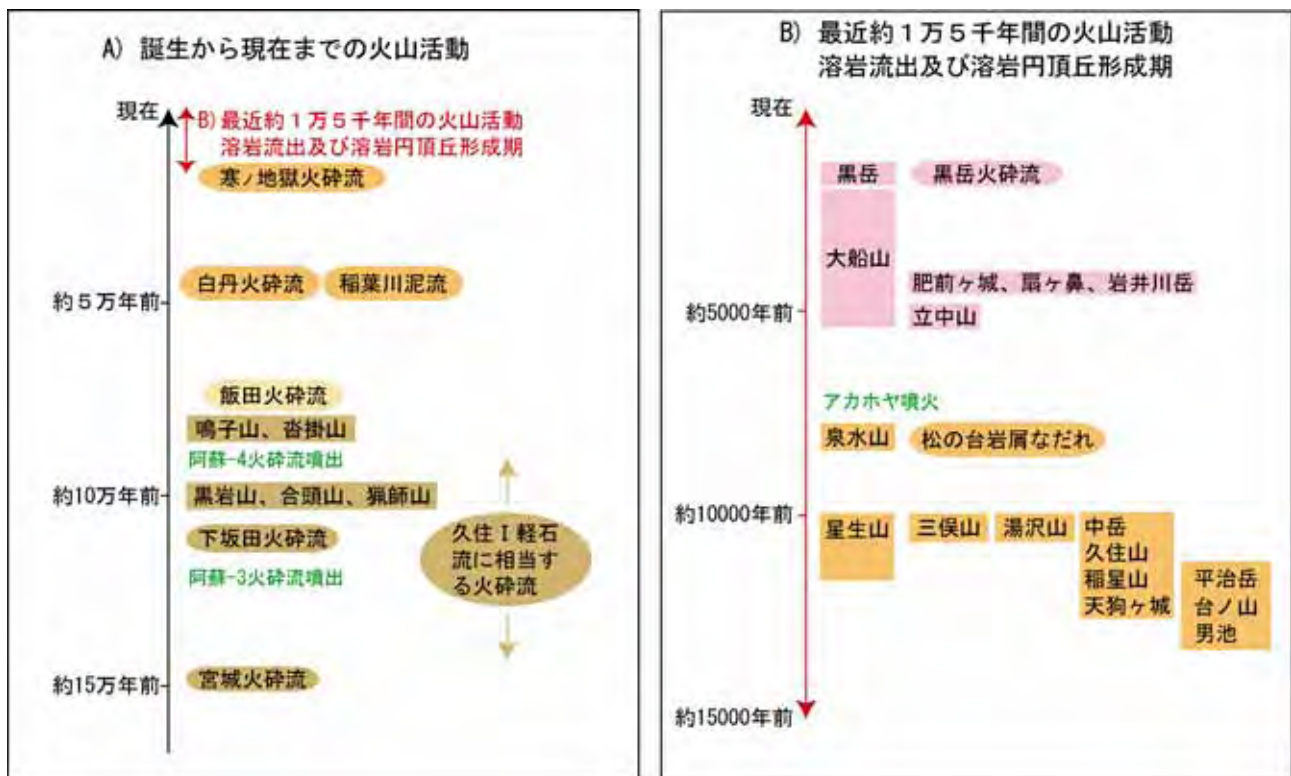 A) 誕生から現在までの火山活動
現在
B) 最近約1万5千年間の火山活動
溶岩流出及び溶岩円頂丘形成期
寒ノ地獄火砕流
白丹火砕流
稲葉川泥流
約5万年前
飯田火砕流
鳴子山、沓掛山
阿蘇-4火砕流噴出
約10万年前
黒岩山、合頭山、猟師山
下坂田火砕流
阿蘇-3火砕流噴出
久住Ⅰ軽石
流に相当す
る火砕流
約15万年前
宮城火砕流
B) 最近約1万5千年間の火山活動
溶岩流出及び溶岩円頂丘形成期
現在
黒岳
黒岳火砕流
大船山
肥前ヶ城、扇ヶ鼻、岩井川岳
約5000年前
立中山
アカホヤ噴火
泉水山
松の台岩屑なだれ
約10000年前
星生山
三俣山
湯沢山
中岳
久住山
稲星山
天狗ヶ城
平治岳
台ノ山
男池
約15000年前